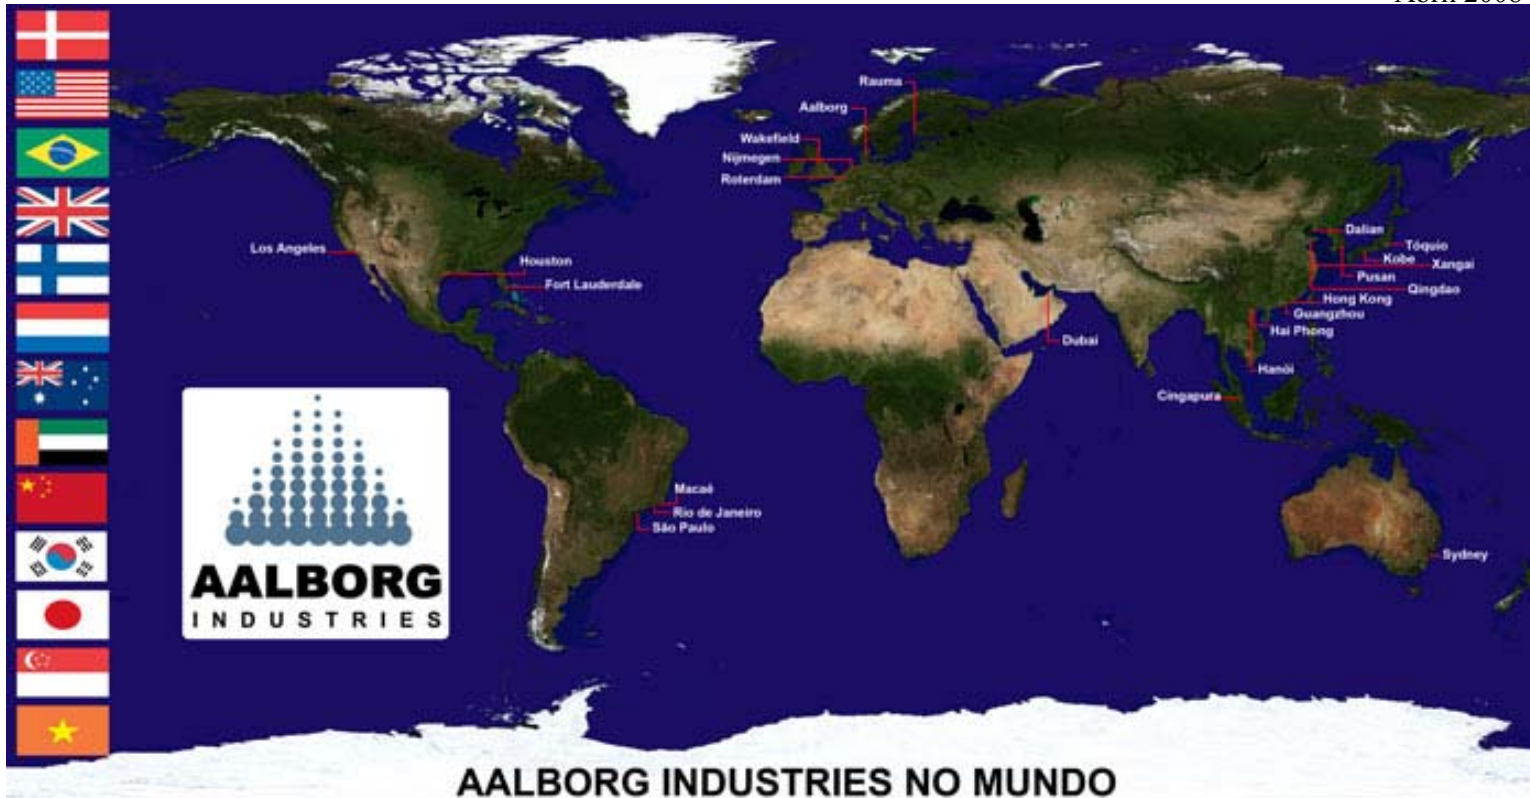 Rauma
Aalborg
Wakefield
Nijmegen
Roterdam
Los Angeles
Houston
Fort Lauderdale
Dalian
Tóquio
Kobe
Xangai
Pusan
Qingdao
Hong Kong
Guangzhou
Hai Phong
Dubai
Hanói
Cingapura
Macaé
Rio de Janeiro
São Paulo
Sydney
AALBORG
INDUSTRIES
AALBORG INDUSTRIES NO MUNDO